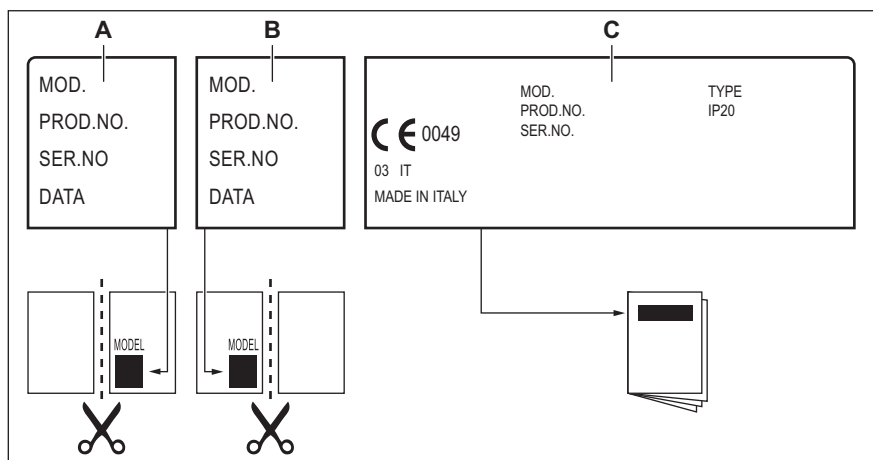 A
B
C
MOD.
PROD.NO.
SER.NO
DATA
MOD.
PROD.NO.
SER.NO
DATA
MOD.
PROD.NO.
SER.NO.
TYPE
IP20
CE 0049
03 IT
MADE IN ITALY
MODEL
MODEL